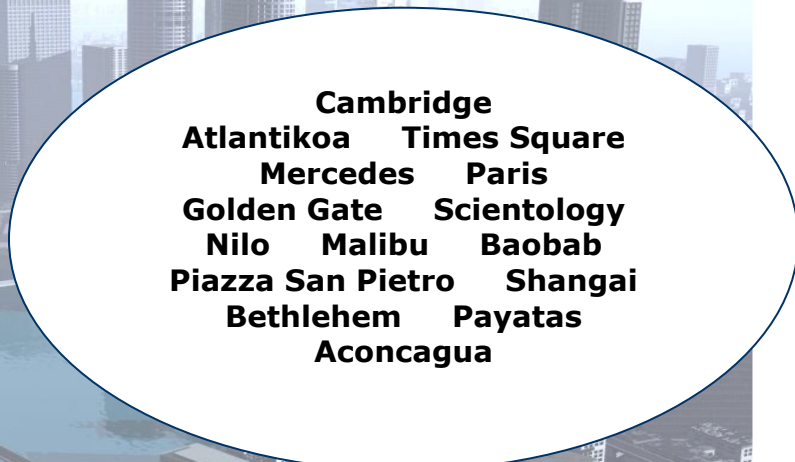 Cambridge
Atlantikoa Times Square
Mercedes Paris
Golden Gate Scientology
Nilo Malibu Baobab
Piazza San Pietro Shangai
Bethlehem Payatas
Aconcagua